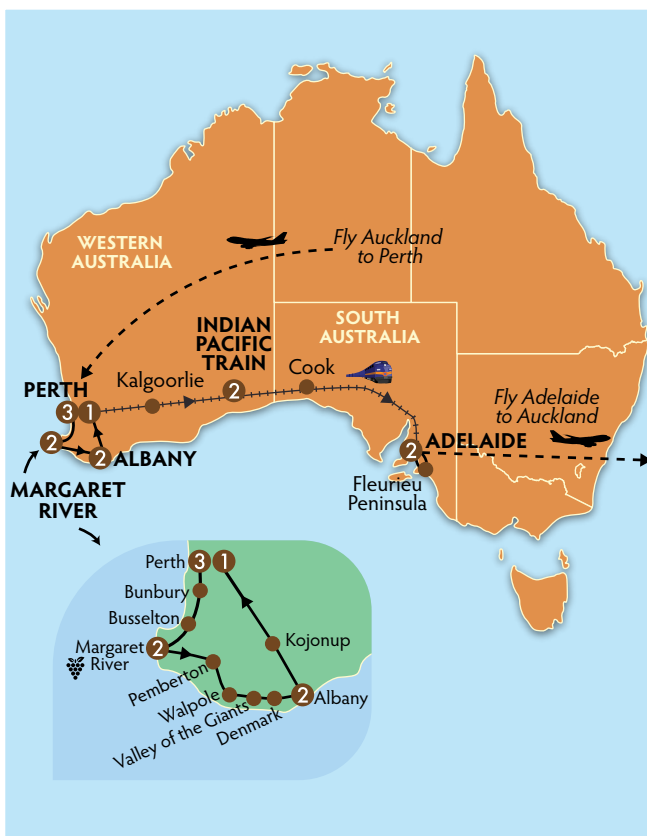 WESTERN
AUSTRALIA
Fly Auckland
to Perth
INDIAN
PACIFIC
TRAIN
SOUTH
AUSTRALIA
PERTH
Kalgoorlie
2
Cook
3
1
2
2
ALBANY
MARGARET
RIVER
Fly Adelaide
to Auckland
2
ADELAIDE
Fleurieu
Peninsula
Perth
3
1
Bunbury
Busselton
Margaret
River
2
Kojonup
Pemberton
Walpole
Valley of the Giants
Denmark
2
Albany